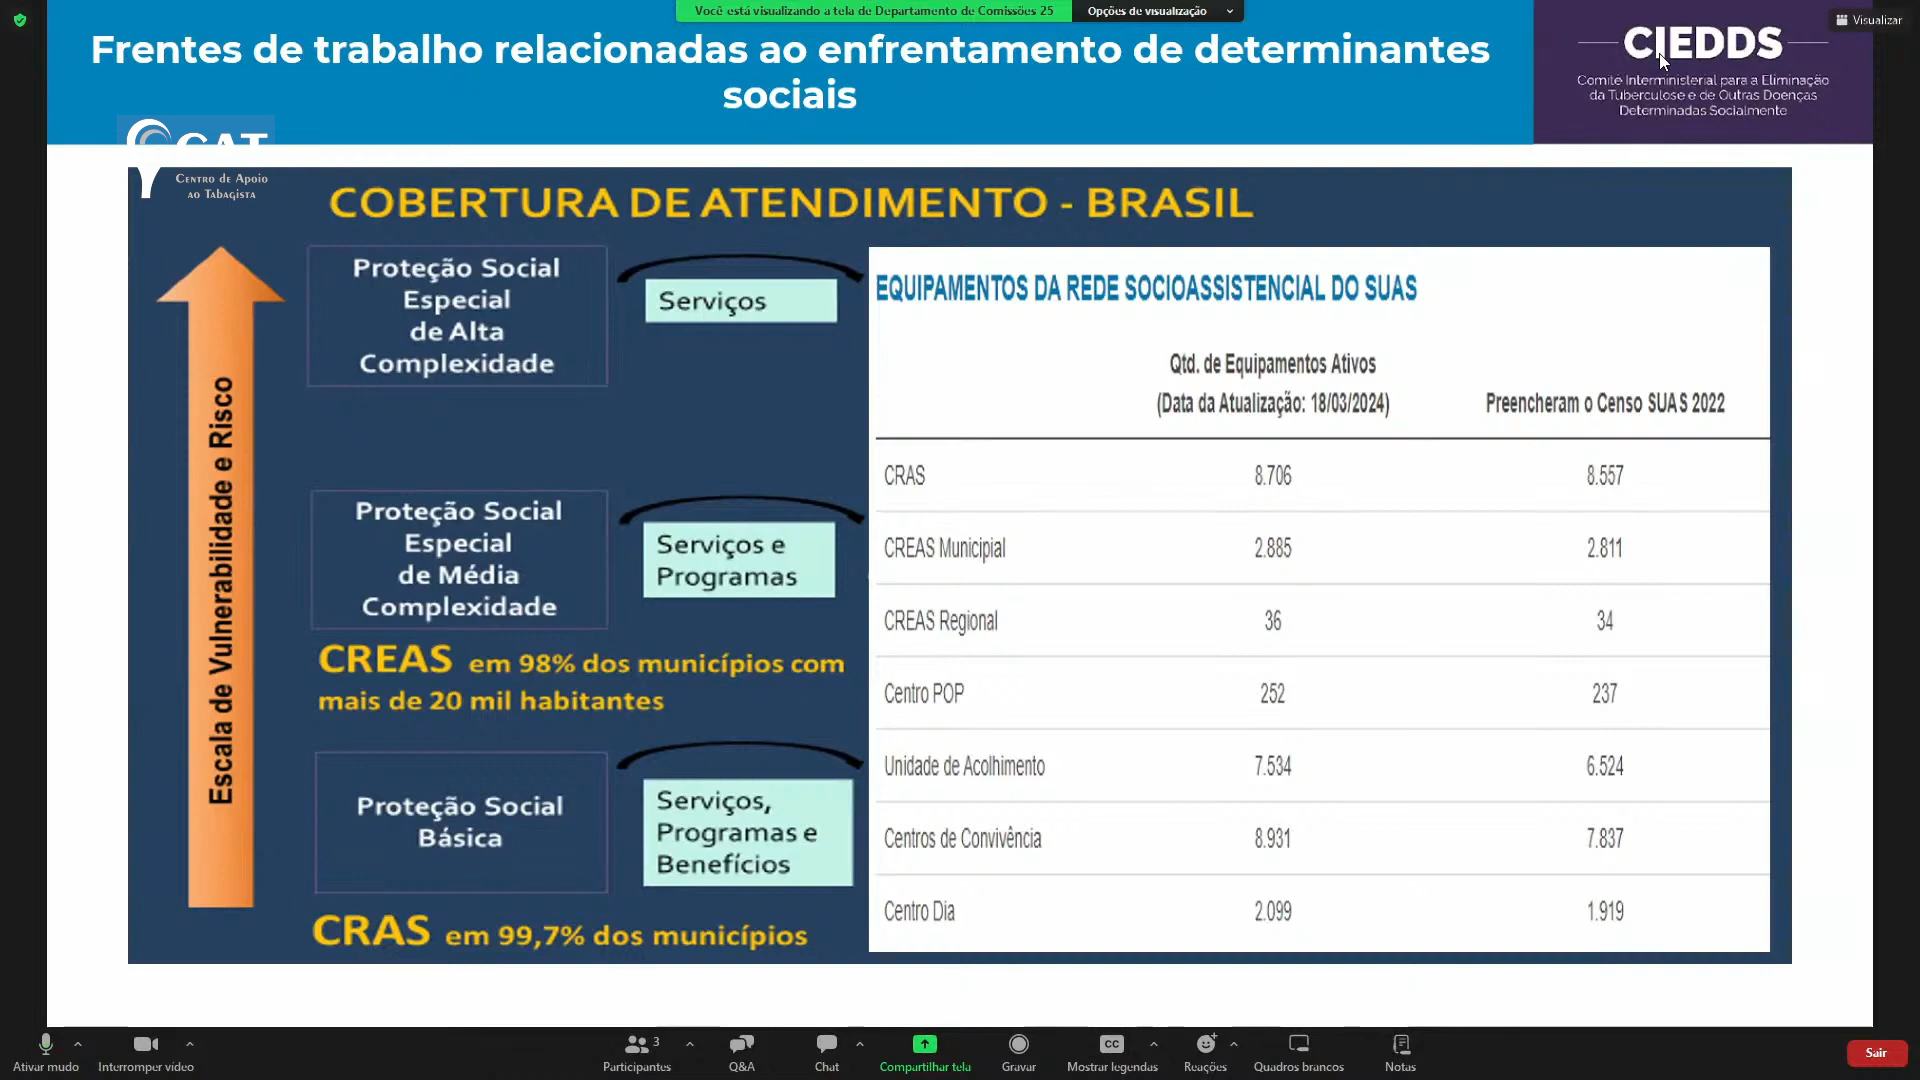 Você está visualizando a tela de Departamento de Comissões 25
Opções de visualização
Visualizar
Frentes de trabalho relacionadas ao enfrentamento de determinantes
sociais
CIEDDS
Comitê Interministerial para a Eliminação
da Tuberculose e de Outras Doenças
Determinadas Socialmente
CAT
Centro de Apoio
ao Tabagista
COBERTURA DE ATENDIMENTO - BRASIL
Escala de Vulnerabilidade e Risco
Proteção Social
Especial
de Alta
Complexidade
Serviços
Proteção Social
Especial
de Média
Complexidade
Serviços e
Programas
CREAS em 98% dos municípios com
mais de 20 mil habitantes
Proteção Social
Básica
Serviços,
Programas e
Benefícios
CRAS em 99,7% dos municípios
EQUIPAMENTOS DA REDE SOCIOASSISTENCIAL DO SUAS
Qtd. de Equipamentos Ativos
(Data da Atualização: 18/03/2024) Preencheram o Censo SUAS 2022
CRAS 8.706 8.557
CREAS Municipial 2.885 2.811
CREAS Regional 36 34
Centro POP 252 237
Unidade de Acolhimento 7.534 6.524
Centros de Convivência 8.931 7.837
Centro Dia 2.099 1.919
Ativar mudo
Interromper vídeo
3
Participantes
Q&A
Chat
Compartilhar tela
Gravar
CC
Mostrar legendas
Reações
Quadros brancos
Notas
Sair